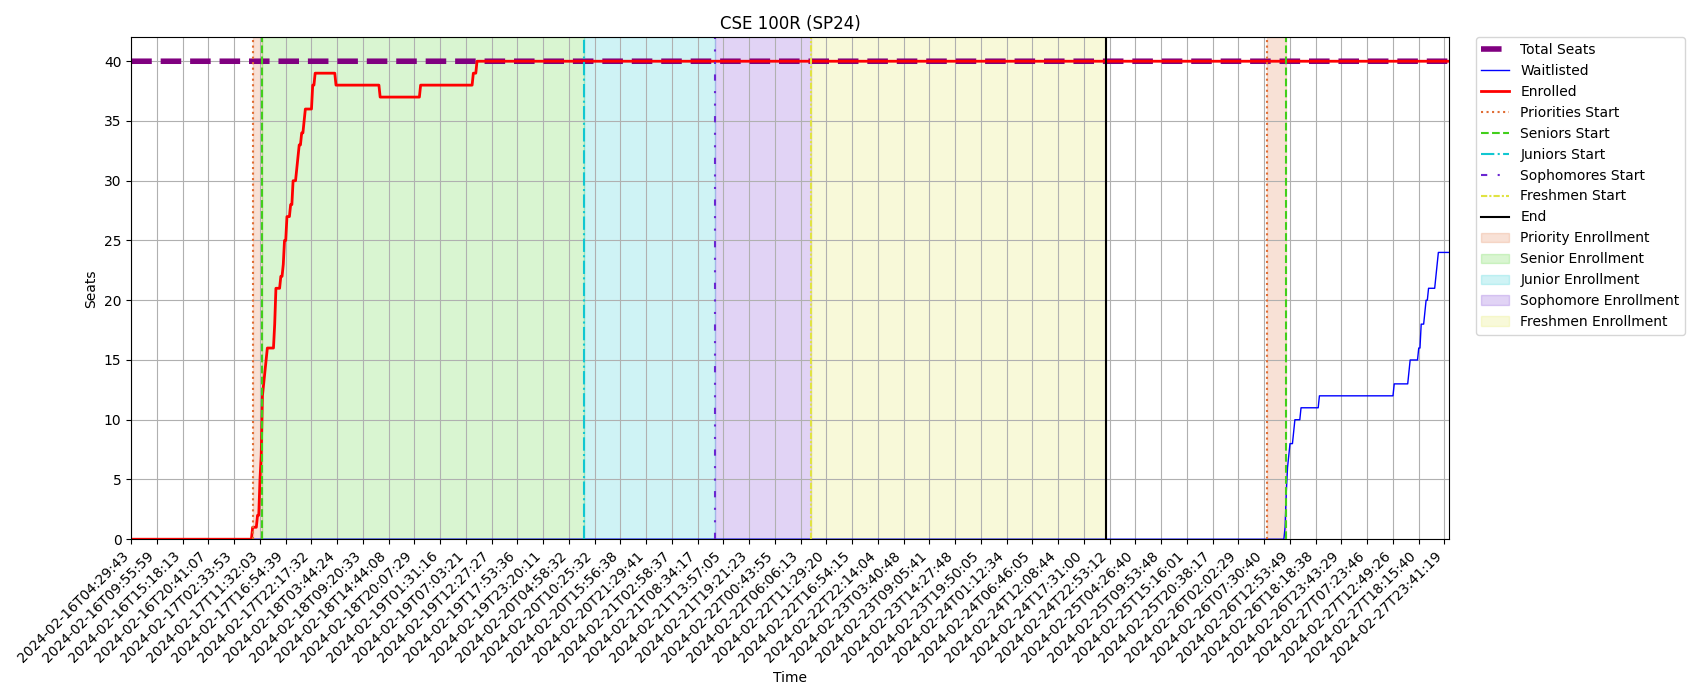 CSE 100R (SP24)
Seats
40
35
30
25
20
15
10
5
0
2024-02-16T04:29:43
2024-02-16T09:55:59
2024-02-16T15:18:13
2024-02-16T20:41:07
2024-02-17T02:33:53
2024-02-17T11:32:03
2024-02-17T16:54:39
2024-02-17T22:17:32
2024-02-18T03:44:24
2024-02-18T09:20:33
2024-02-18T14:44:08
2024-02-18T20:07:29
2024-02-19T01:31:16
2024-02-19T07:03:21
2024-02-19T12:27:27
2024-02-19T17:53:36
2024-02-19T23:20:11
2024-02-20T04:58:32
2024-02-20T10:25:32
2024-02-20T15:56:38
2024-02-20T21:29:41
2024-02-21T02:58:37
2024-02-21T08:34:17
2024-02-21T13:57:05
2024-02-21T19:21:23
2024-02-22T00:43:55
2024-02-22T06:06:13
2024-02-22T11:29:20
2024-02-22T16:54:15
2024-02-22T22:14:04
2024-02-23T03:40:48
2024-02-23T09:05:41
2024-02-23T14:27:48
2024-02-23T19:50:05
2024-02-24T01:12:34
2024-02-24T06:46:05
2024-02-24T12:08:44
2024-02-24T17:31:00
2024-02-24T22:53:12
2024-02-25T04:26:40
2024-02-25T09:53:48
2024-02-25T15:16:01
2024-02-25T20:38:17
2024-02-26T02:02:29
2024-02-26T07:30:40
2024-02-26T12:53:49
2024-02-26T18:18:38
2024-02-26T23:43:29
2024-02-27T07:23:46
2024-02-27T12:49:26
2024-02-27T18:15:40
2024-02-27T23:41:19
Time
Total Seats
Waitlisted
Enrolled
Priorities Start
Seniors Start
Juniors Start
Sophomores Start
Freshmen Start
End
Priority Enrollment
Senior Enrollment
Junior Enrollment
Sophomore Enrollment
Freshmen Enrollment